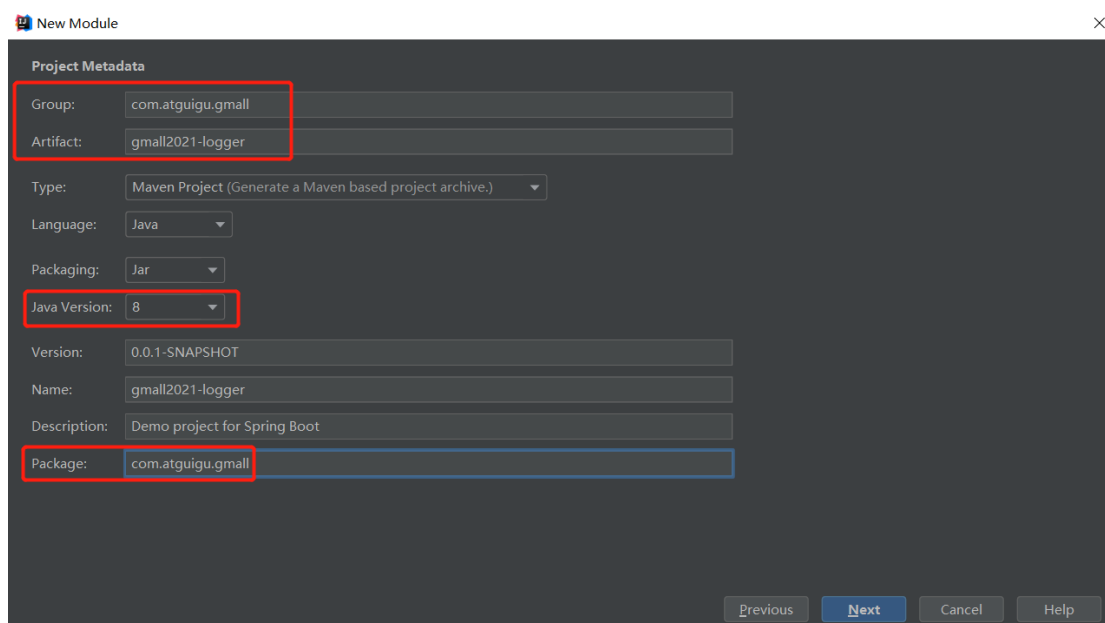 New Module
Project Metadata
Group: com.atguigu.gmall
Artifact: gmall2021-logger
Type: Maven Project (Generate a Maven based project archive.)
Language: Java
Packaging: Jar
Java Version: 8
Version: 0.0.1-SNAPSHOT
Name: gmall2021-logger
Description: Demo project for Spring Boot
Package: com.atguigu.gmall
Previous Next Cancel Help